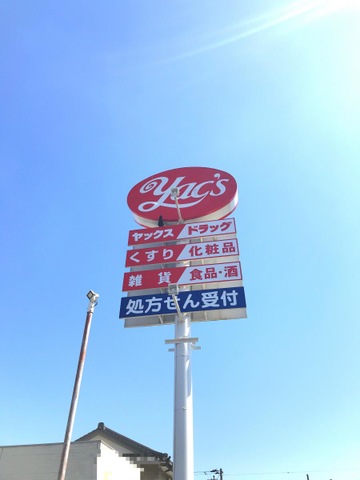 Yac's
ヤックス ドラッグ
くすり 化粧品
雑貨 食品・酒
処方せん受付